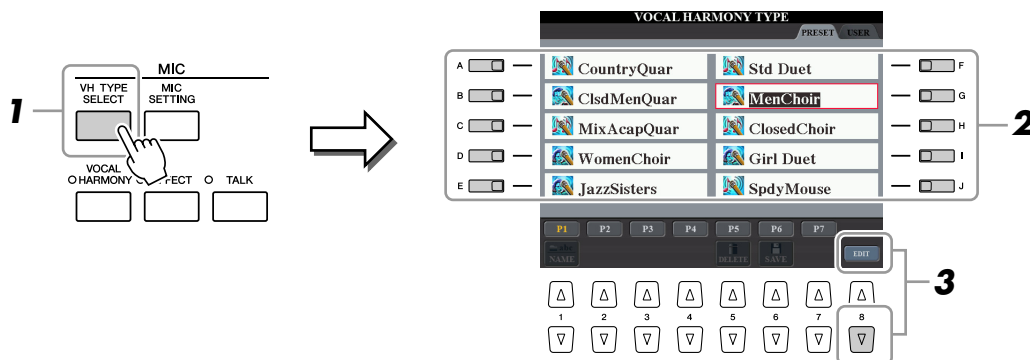 MIC
VH TYPE
SELECT
MIC
SETTING
1
VOCAL
HARMONY
TALK
VOCAL HARMONY TYPE
PRESET USER
A CountryQuar Std Duet F
B ClsdMenQuar MenChoir G
C MixAcapQuar ClosedChoir H
D WomenChoir Girl Duet I
E JazzSisters SpdyMouse J
2
P1 P2 P3 P4 P5 P6 P7
NAME DELETE SAVE EDIT
3
1 2 3 4 5 6 7 8